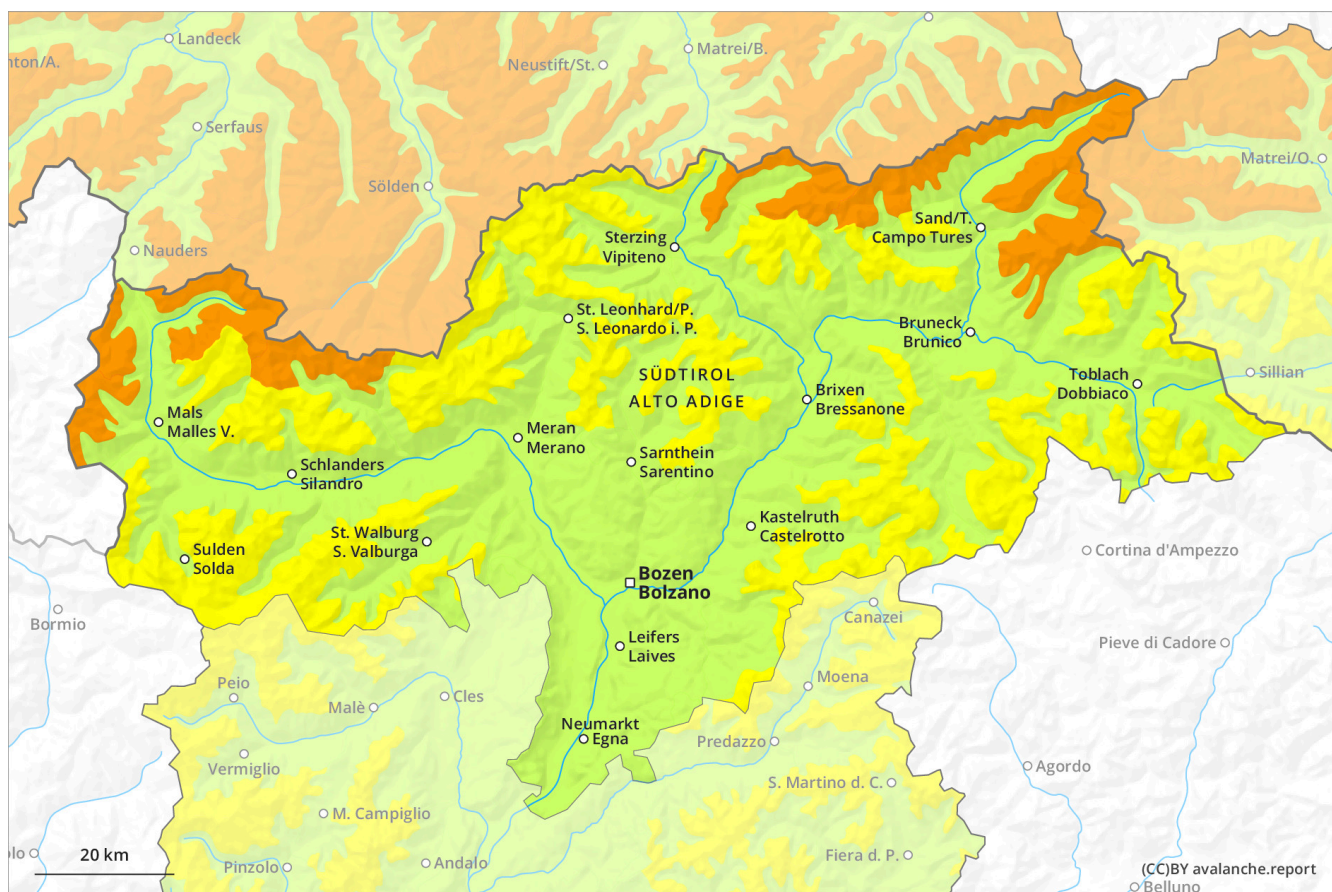 Landeck
Matrei/B.
Neustift/St.
nton/A.
Serfaus
Matrei/O.
Sölden
Sand/T.
Campo Tures
Nauders
Sterzing
Vipiteno
St. Leonhard/P.
S. Leonardo i. P.
Bruneck
Brunico
SÜDTIROL
ALTO ADIGE
Toblach
Dobbiaco
Sillian
Brixen
Bressanone
Mals
Malles V.
Meran
Merano
Schlanders
Silandro
Sarnthein
Sarentino
Kastelruth
Castelrotto
St. Walburg
S. Valburga
Sulden
Solda
Cortina d'Ampezzo
Bozen
Bolzano
Bormio
Canazei
Leifers
Laives
Pieve di Cadore
Peio
Malè
Cles
Moena
Neumarkt
Egna
Predazzo
Vermiglio
Agordo
S. Martino d. C.
M. Campiglio
lo
20 km
Pinzolo
Andalo
Fiera d. P.
(CC)BY avalanche.report
Belluno